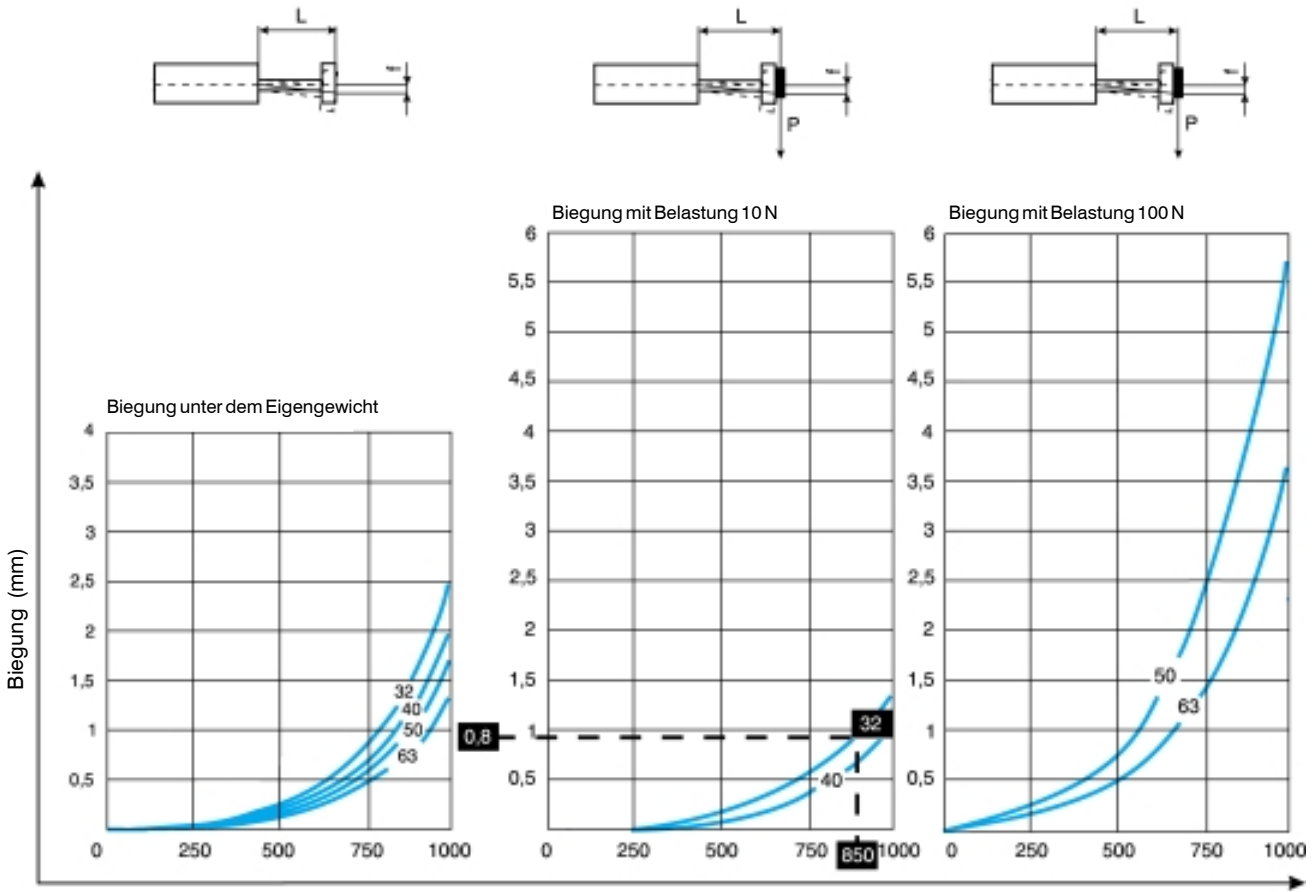 L
f
L
f
P
L
f
P
Biegung mit Belastung 10 N
Biegung mit Belastung 100 N
Biegung unter dem Eigengewicht
Biegung (mm)
4
3,5
3
2,5
2
1,5
1
0,5
32
40
50
63
0 250 500 750 1000
6
5,5
5
4,5
4
3,5
3
2,5
2
1,5
1
0,5
0,8
32
40
0 250 500 750 850 1000
6
5,5
5
4,5
4
3,5
3
2,5
2
1,5
1
0,5
50
63
0 250 500 750 1000